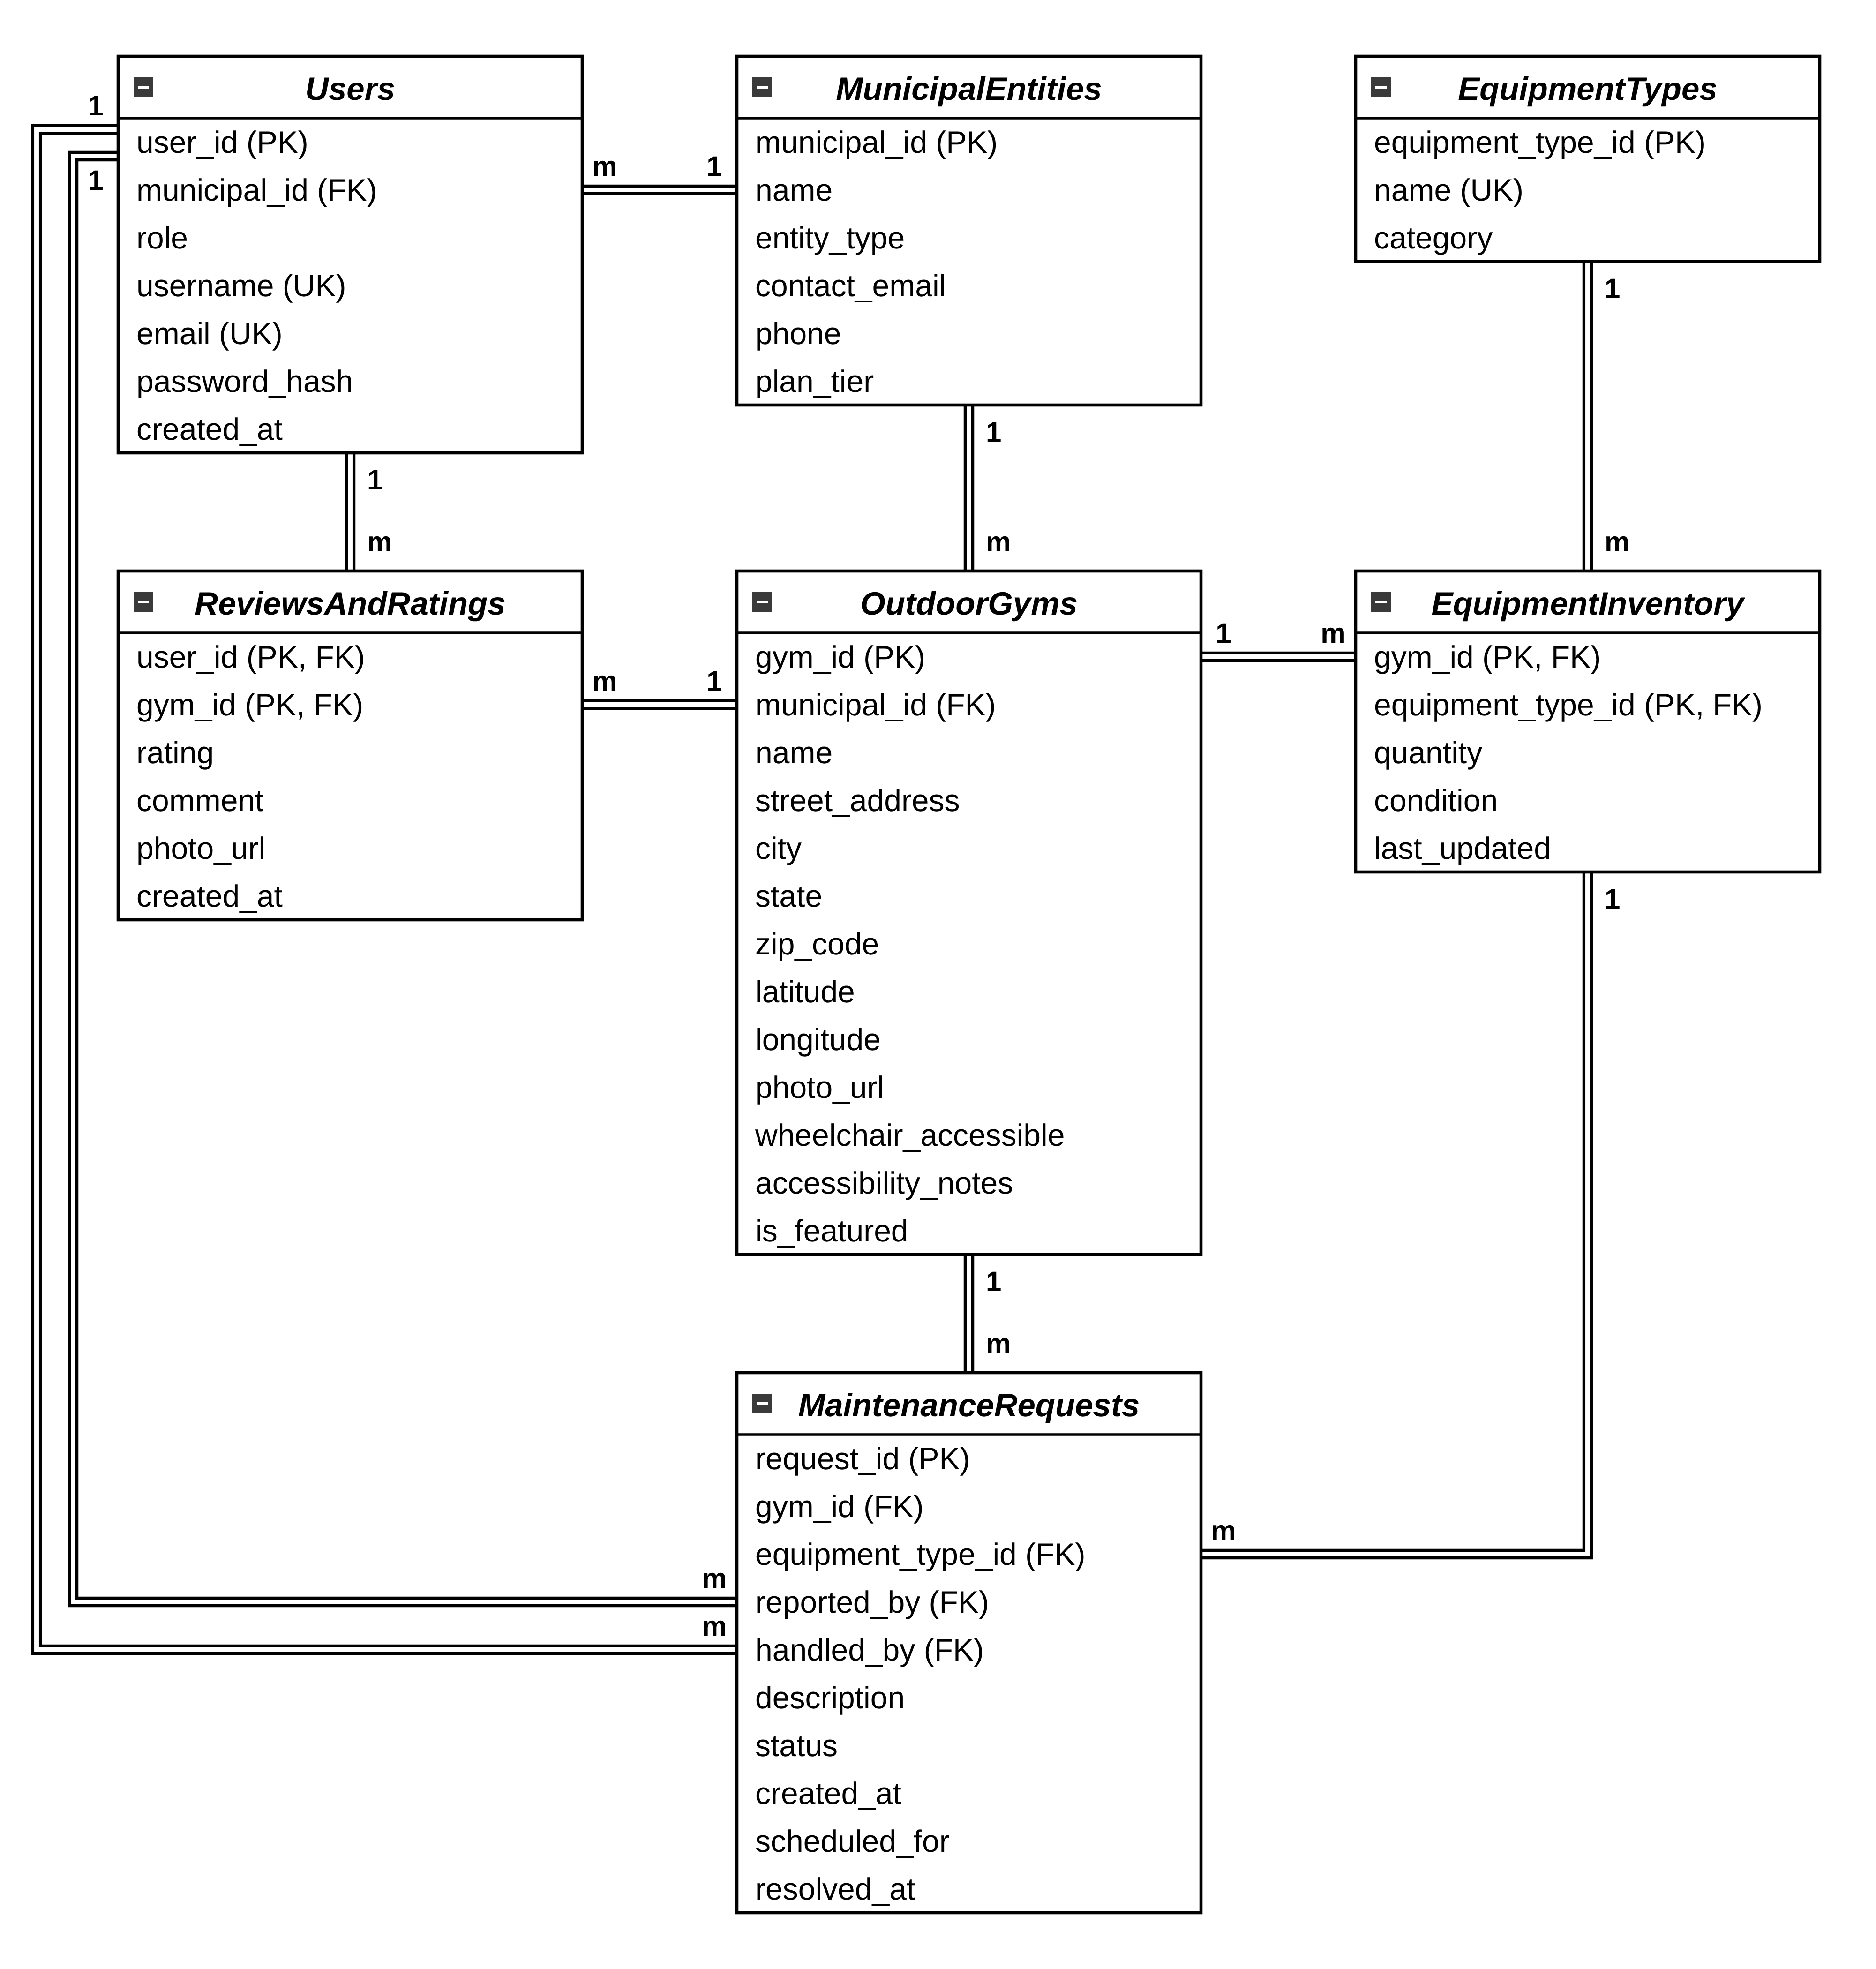 Users
user_id (PK)
municipal_id (FK)
role
username (UK)
email (UK)
password_hash
created_at
1
1
m
1
MunicipalEntities
municipal_id (PK)
name
entity_type
contact_email
phone
plan_tier
EquipmentTypes
equipment_type_id (PK)
name (UK)
category
1
m
1
m
1
m
ReviewsAndRatings
user_id (PK, FK)
gym_id (PK, FK)
rating
comment
photo_url
created_at
m
1
OutdoorGyms
gym_id (PK)
municipal_id (FK)
name
street_address
city
state
zip_code
latitude
longitude
photo_url
wheelchair_accessible
accessibility_notes
is_featured
1
m
EquipmentInventory
gym_id (PK, FK)
equipment_type_id (PK, FK)
quantity
condition
last_updated
1
1
m
MaintenanceRequests
request_id (PK)
gym_id (FK)
equipment_type_id (FK)
reported_by (FK)
handled_by (FK)
description
status
created_at
scheduled_for
resolved_at
m
m
m